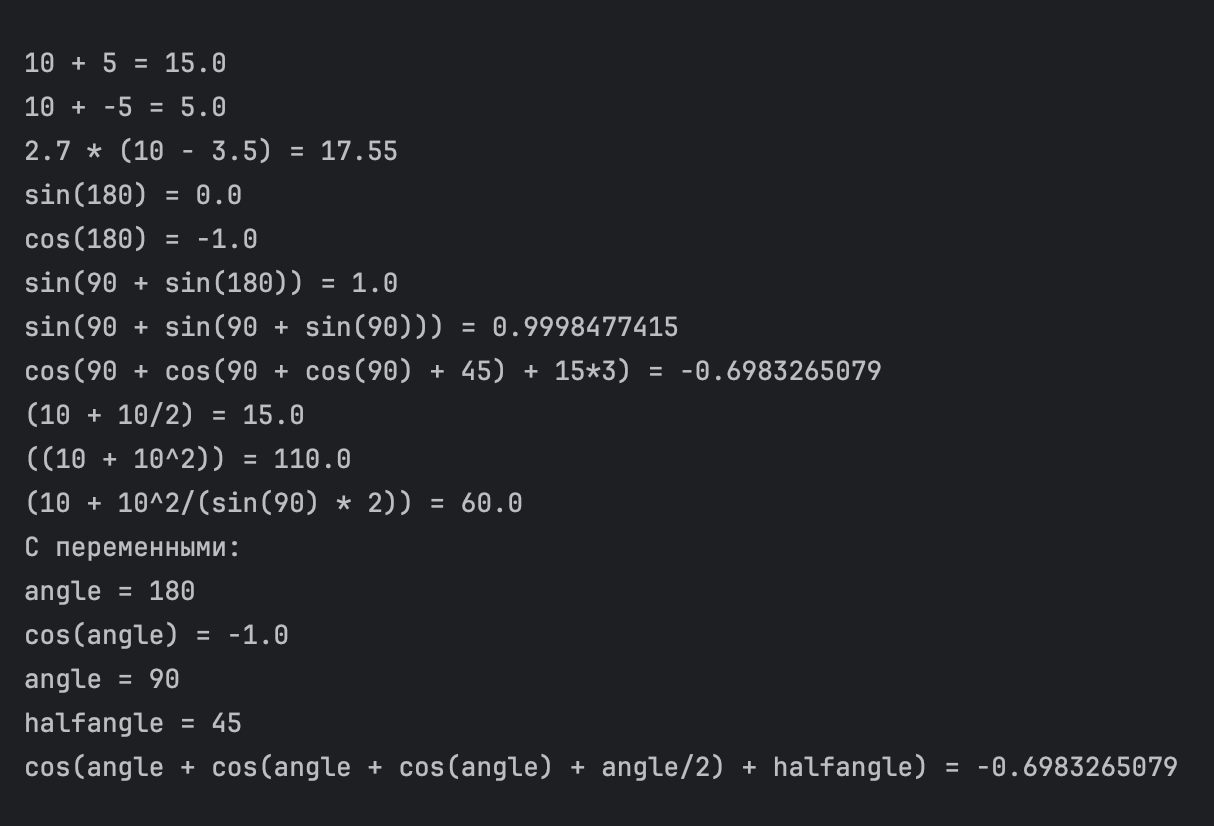 10 + 5 = 15.0
10 + -5 = 5.0
2.7 * (10 - 3.5) = 17.55
sin(180) = 0.0
cos(180) = -1.0
sin(90 + sin(180)) = 1.0
sin(90 + sin(90 + sin(90))) = 0.9998477415
cos(90 + cos(90 + cos(90) + 45) + 15*3) = -0.6983265079
(10 + 10/2) = 15.0
((10 + 10^2)) = 110.0
(10 + 10^2/(sin(90) * 2)) = 60.0
С переменными:
angle = 180
cos(angle) = -1.0
angle = 90
halfangle = 45
cos(angle + cos(angle + cos(angle) + angle/2) + halfangle) = -0.6983265079